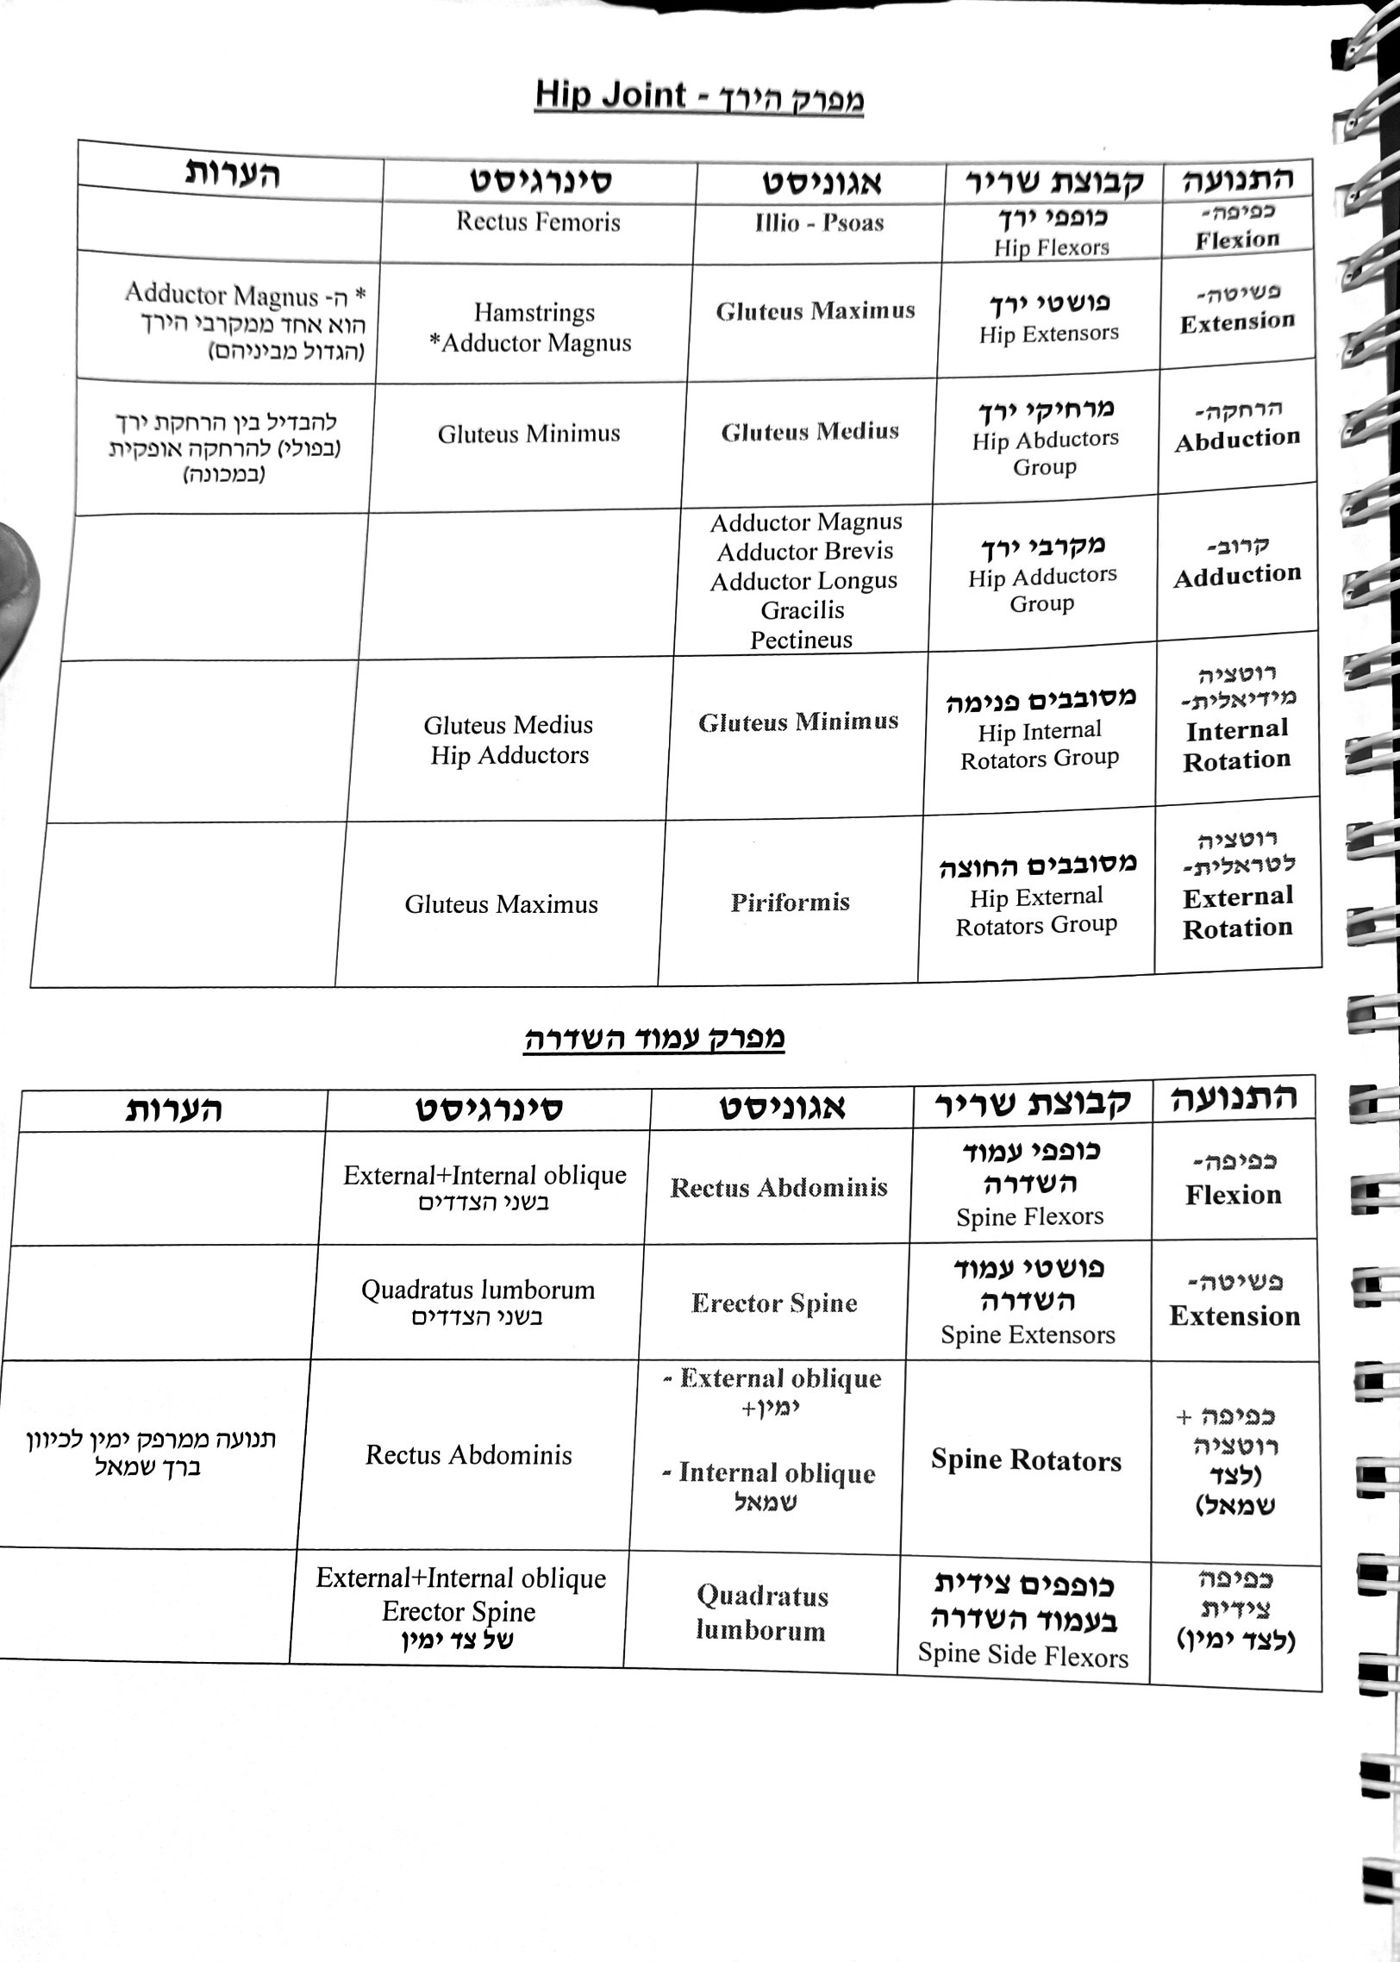 מפרק הירך - Hip Joint
התנועה
קבוצת שריר
אגוניסט
סינרגיסט
הערות
כפיפה-
Flexion
כופפי ירך
Hip Flexors
Illio - Psoas
Rectus Femoris
פשיטה-
Extension
פושטי ירך
Hip Extensors
Gluteus Maximus
Hamstrings
*Adductor Magnus
* ה- Adductor Magnus
הוא אחד ממקרבי הירך
(הגדול מביניהם)
הרחקה-
Abduction
מרחיקי ירך
Hip Abductors
Group
Gluteus Medius
Gluteus Minimus
להבדיל בין הרחקת ירך
(בפולי) להרחקה אופקית
(במכונה)
קרוב-
Adduction
מקרבי ירך
Hip Adductors
Group
Adductor Magnus
Adductor Brevis
Adductor Longus
Gracilis
Pectineus
רוטציה
מידיאלית-
Internal
Rotation
מסובבים פנימה
Hip Internal
Rotators Group
Gluteus Minimus
Gluteus Medius
Hip Adductors
רוטציה
לטראלית-
External
Rotation
מסובבים החוצה
Hip External
Rotators Group
Piriformis
Gluteus Maximus
מפרק עמוד השדרה
התנועה
קבוצת שריר
אגוניסט
סינרגיסט
הערות
כפיפה-
Flexion
כופפי עמוד
השדרה
Spine Flexors
Rectus Abdominis
External+Internal oblique
בשני הצדדים
פשיטה-
Extension
פושטי עמוד
השדרה
Spine Extensors
Erector Spine
Quadratus lumborum
בשני הצדדים
כפיפה +
רוטציה
(לצד
שמאל)
Spine Rotators
- External oblique
ימין+
- Internal oblique
שמאל
Rectus Abdominis
תנועה ממרפק ימין לכיוון
ברך שמאל
כפיפה
צידית
(לצד ימין)
כופפים צידית
בעמוד השדרה
Spine Side Flexors
Quadratus
lumborum
External+Internal oblique
Erector Spine
של צד ימין